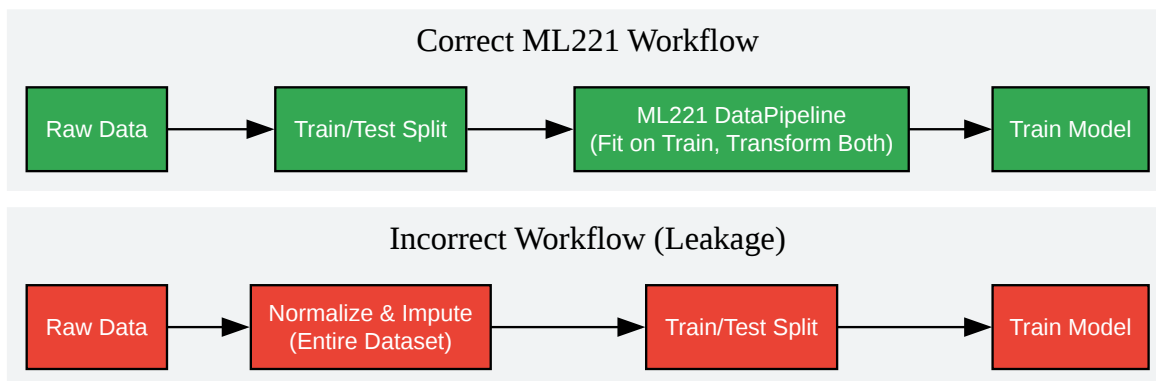 Correct ML221 Workflow
Raw Data
Train/Test Split
ML221 DataPipeline
(Fit on Train, Transform Both)
Train Model
Incorrect Workflow (Leakage)
Raw Data
Normalize & Impute
(Entire Dataset)
Train/Test Split
Train Model